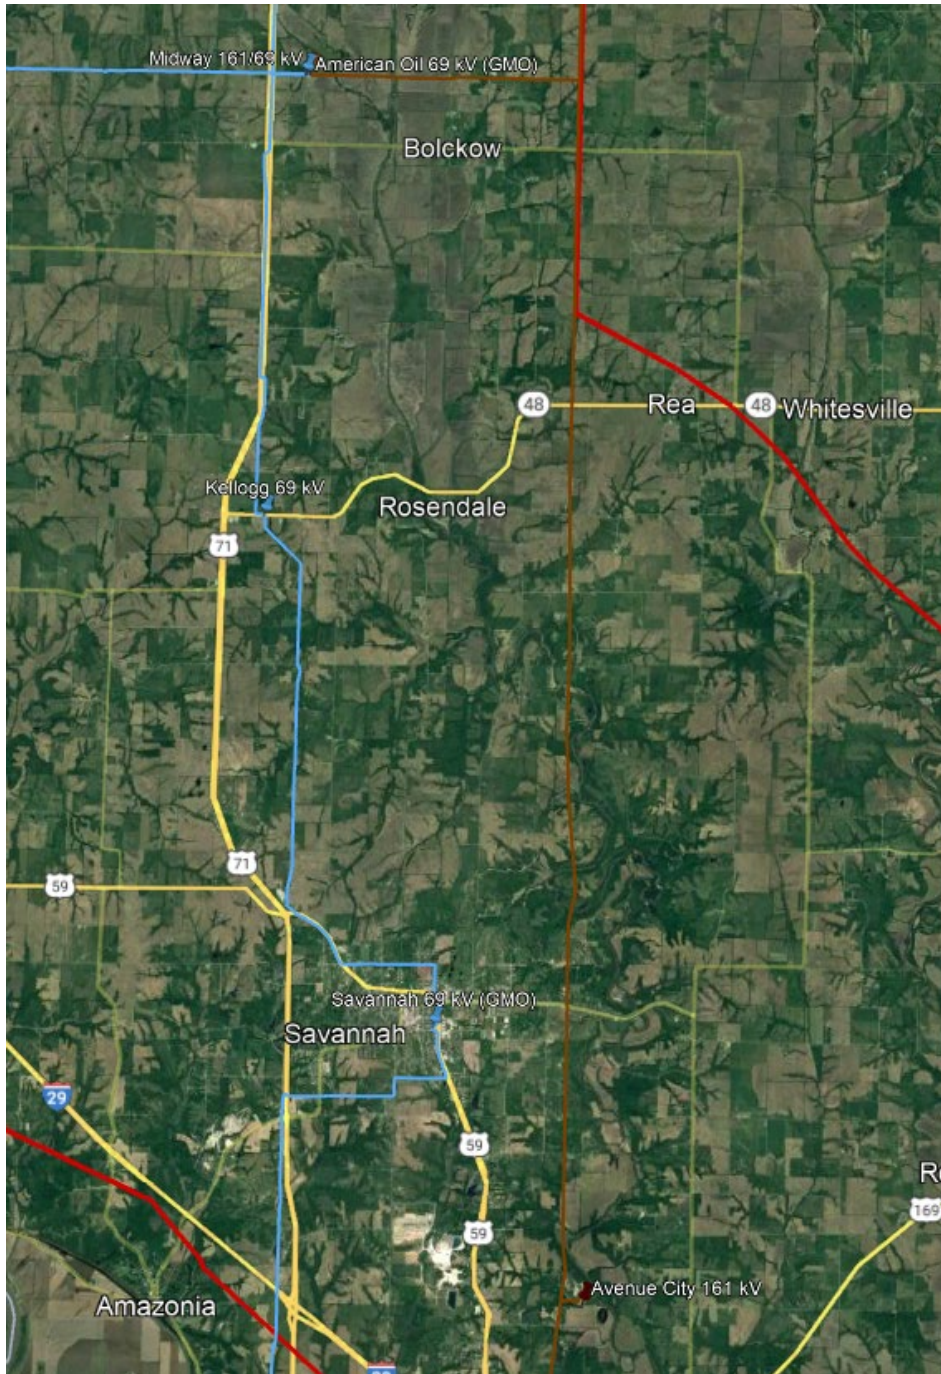 Midway 161/69 kV
American Oil 69 kV (GMO)
Bolckow
48
Rea
48
Whitesville
Kellogg 69 kV
Rosendale
71
71
59
Savannah 69 kV (GMO)
Savannah
29
59
169
59
Avenue City 161 kV
Amazonia